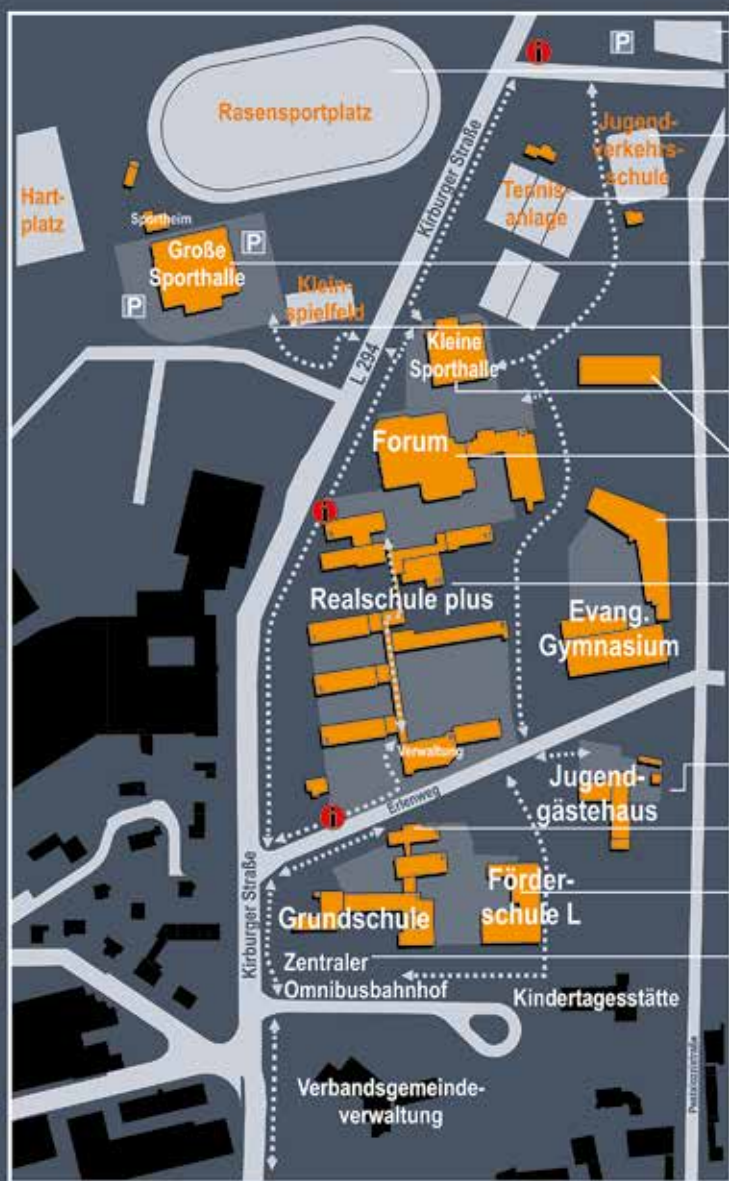 i
P
Rasensportplatz
Kirburger Straße
Jugend-
verkehrs-
schule
Hart-
platz
Tennis-
anlage
Sportheim
Große
Sporthalle
P
P
Klein-
spielfeld
L 294
Kleine
Sporthalle
Forum
i
Realschule plus
Evang.
Gymnasium
Verwaltung
Jugend-
gästehaus
Erlenweg
i
Kirburger Straße
Grundschule
Förder-
schule L
Zentraler
Omnibusbahnhof
Kindertagesstätte
Verbandsgemeinde-
verwaltung